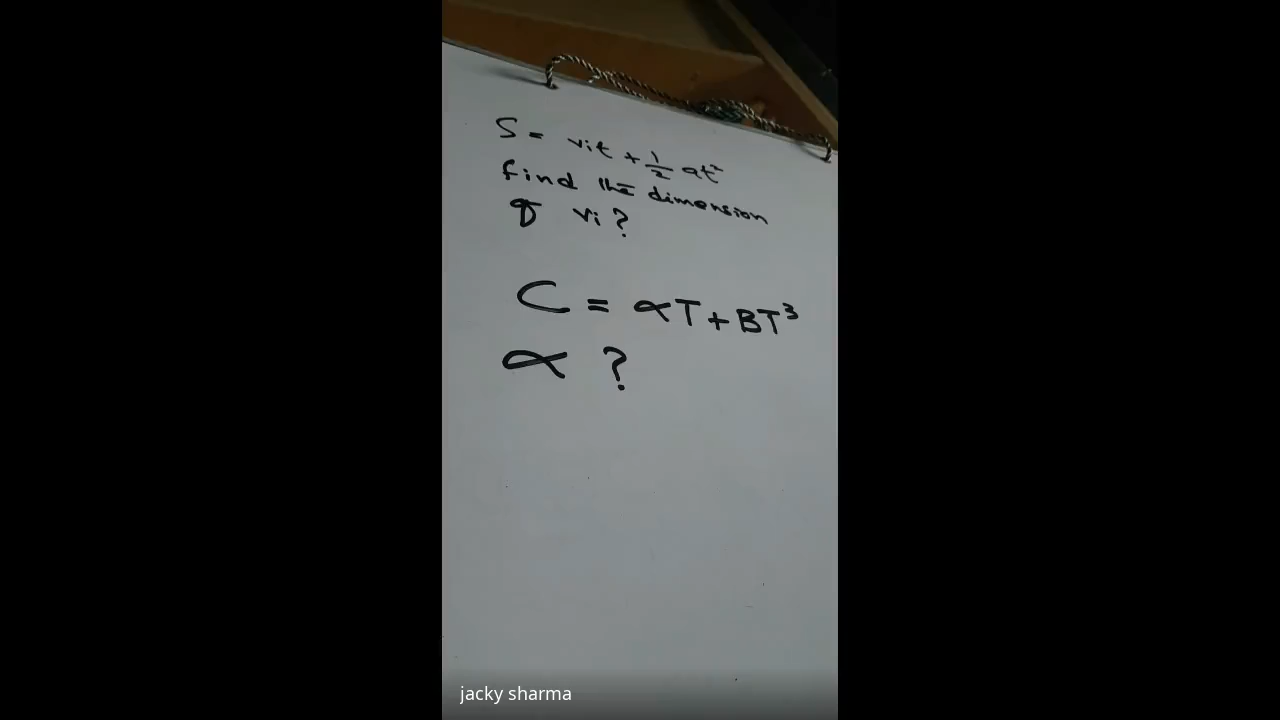 S = vit + 1/2 at²
find the dimension
of vi ?
C = αT + BT³
α ?
jacky sharma